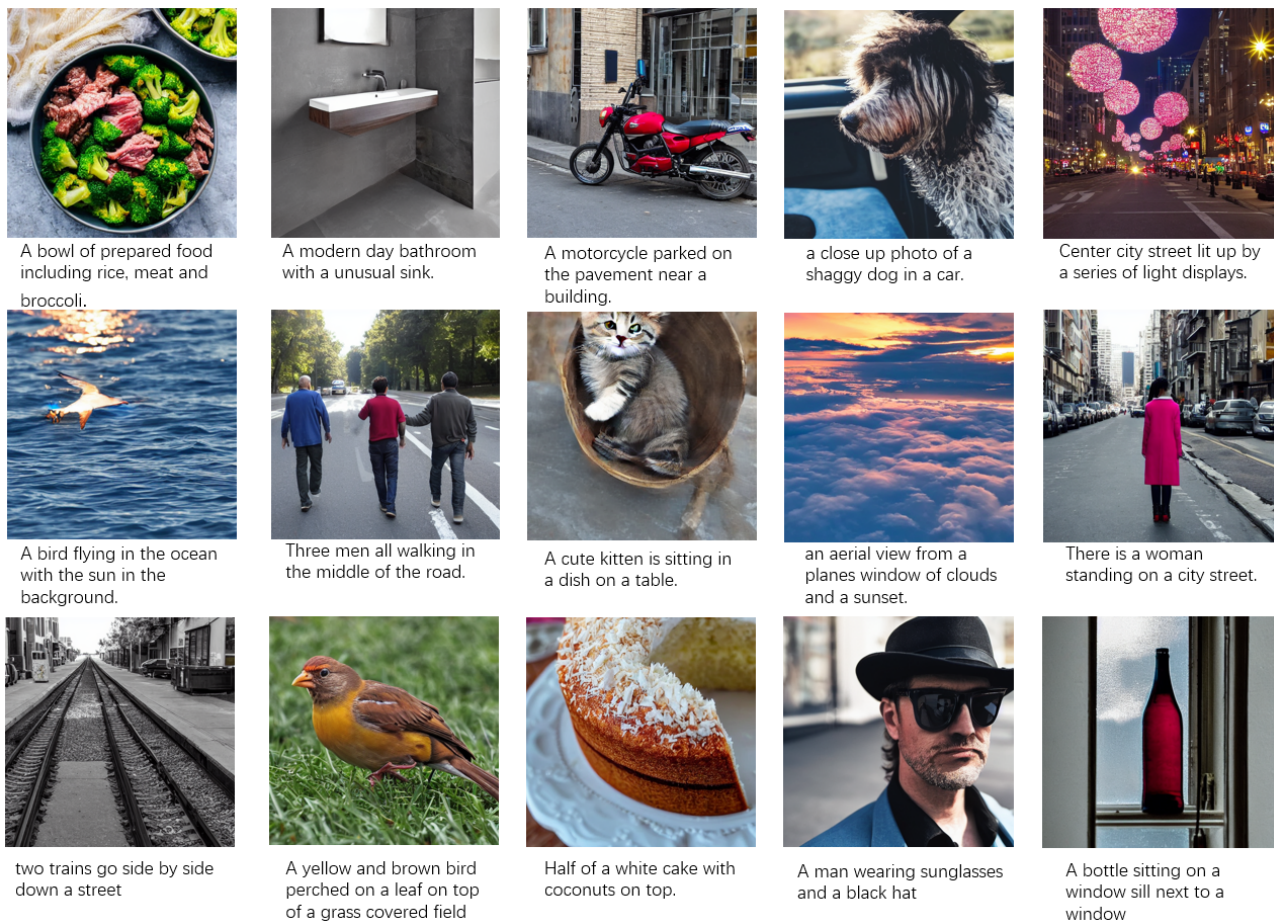 A bowl of prepared food
including rice, meat and
broccoli.
A modern day bathroom
with a unusual sink.
A motorcycle parked on
the pavement near a
building.
a close up photo of a
shaggy dog in a car.
Center city street lit up by
a series of light displays.
A bird flying in the ocean
with the sun in the
background.
Three men all walking in
the middle of the road.
A cute kitten is sitting in
a dish on a table.
an aerial view from a
planes window of clouds
and a sunset.
There is a woman
standing on a city street.
two trains go side by side
down a street
A yellow and brown bird
perched on a leaf on top
of a grass covered field
Half of a white cake with
coconuts on top.
A man wearing sunglasses
and a black hat
A bottle sitting on a
window sill next to a
window